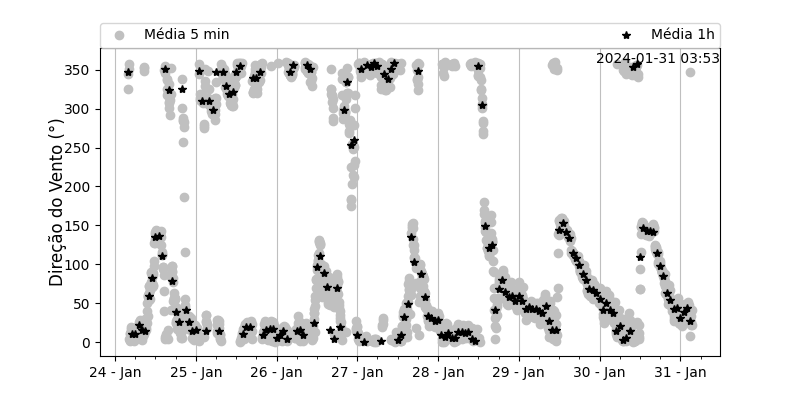 Média 5 min
Média 1h
2024-01-31 03:53
Direção do Vento (°)
350
300
250
200
150
100
50
0
24 - Jan
25 - Jan
26 - Jan
27 - Jan
28 - Jan
29 - Jan
30 - Jan
31 - Jan